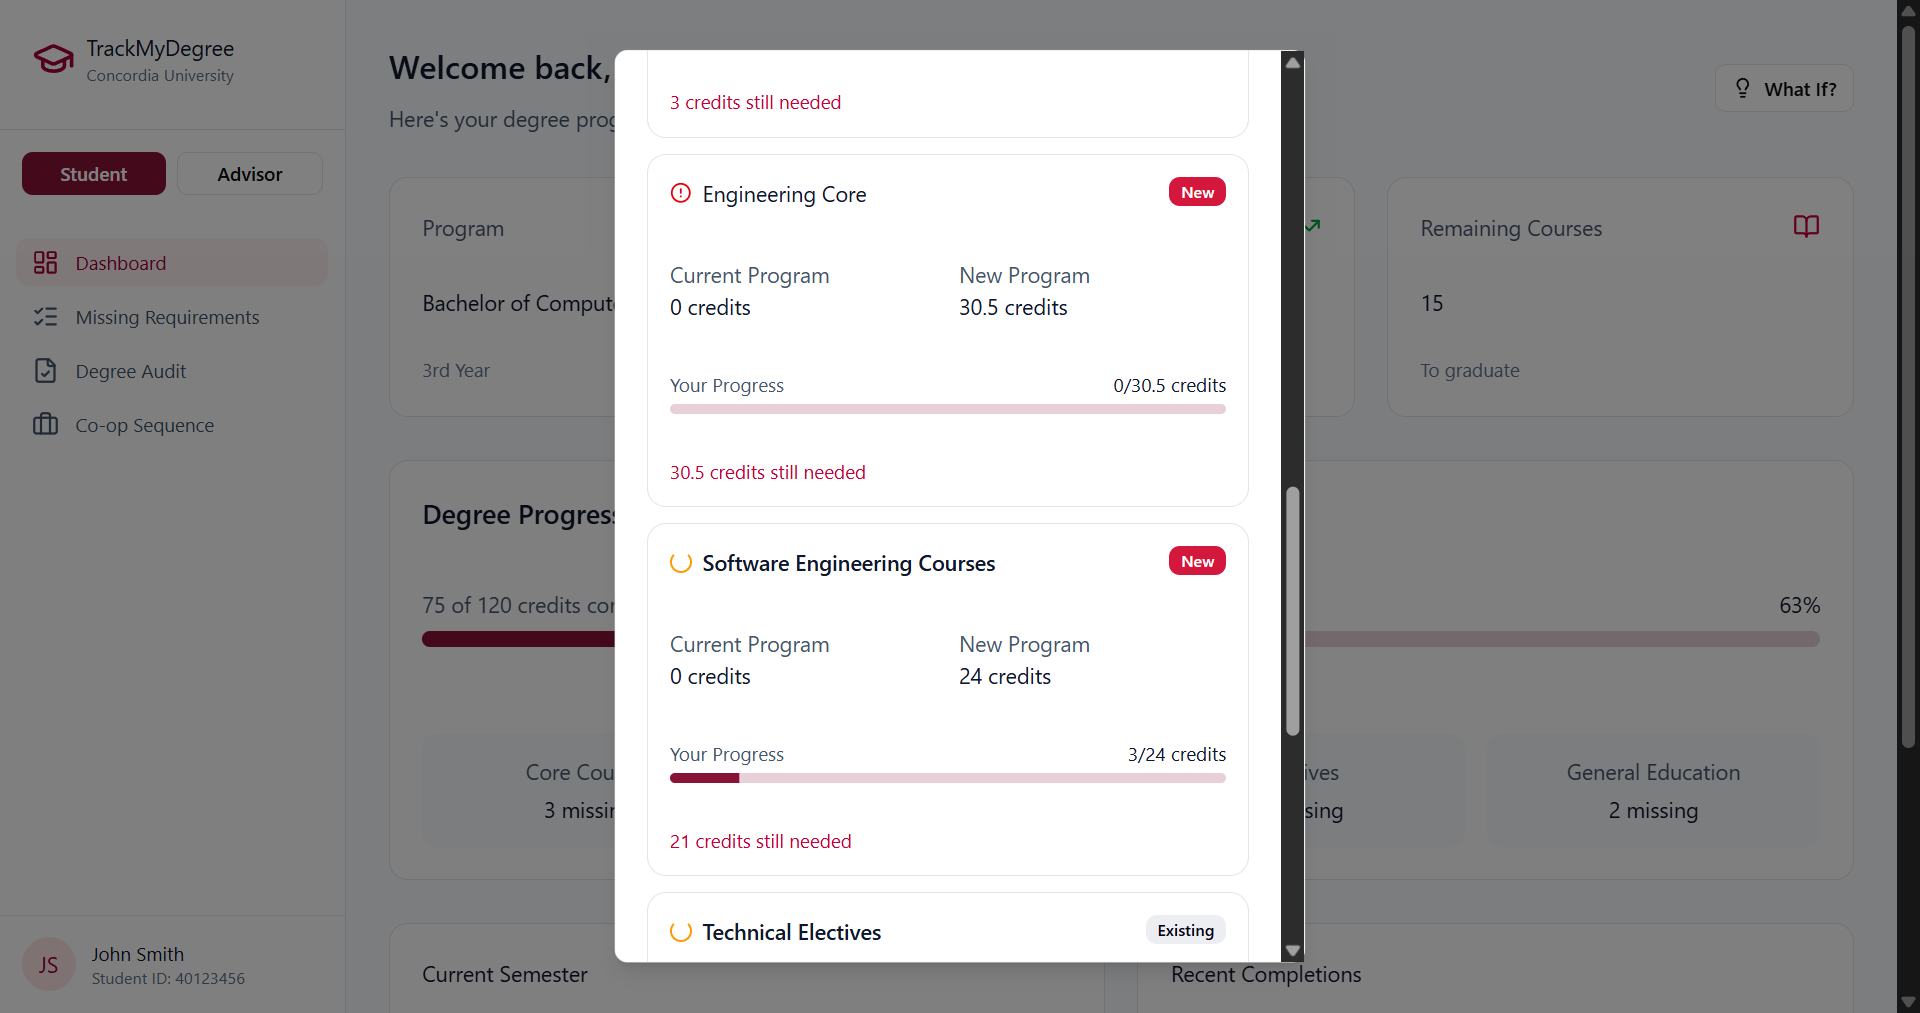 TrackMyDegree
Concordia University
Student
Advisor
Dashboard
Missing Requirements
Degree Audit
Co-op Sequence
JS
John Smith
Student ID: 40123456
Welcome back,
Here's your degree prog
What If?
Program
Bachelor of Compute
3rd Year
Remaining Courses
15
To graduate
Degree Progress
75 of 120 credits con
63%
Core Cou
3 missin
ives
sing
General Education
2 missing
Current Semester
Recent Completions
3 credits still needed
Engineering Core
New
Current Program
New Program
0 credits
30.5 credits
Your Progress
0/30.5 credits
30.5 credits still needed
Software Engineering Courses
New
Current Program
New Program
0 credits
24 credits
Your Progress
3/24 credits
21 credits still needed
Technical Electives
Existing